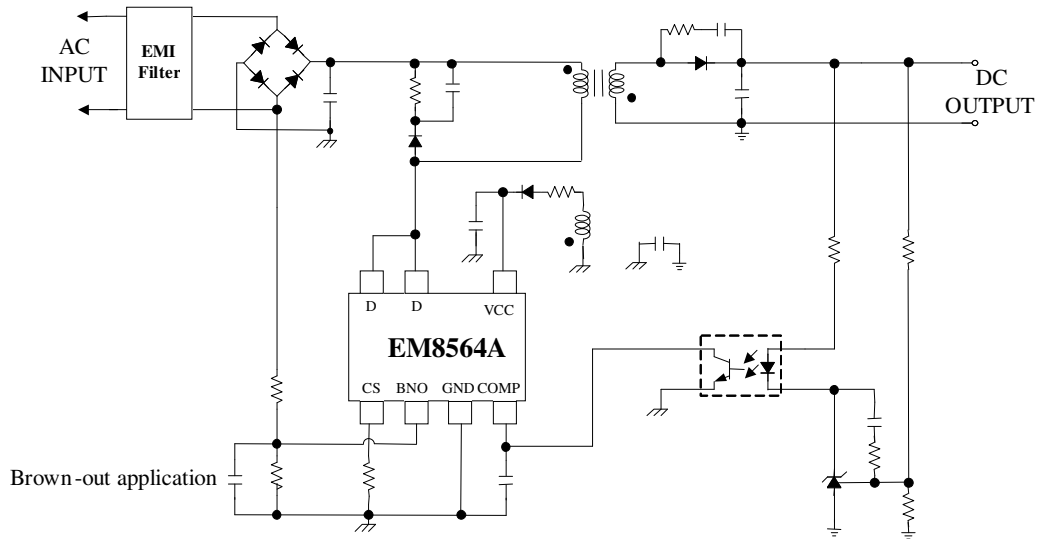 AC
INPUT
EMI
Filter
DC
OUTPUT
D
D
VCC
EM8564A
CS
BNO
GND
COMP
Brown-out application